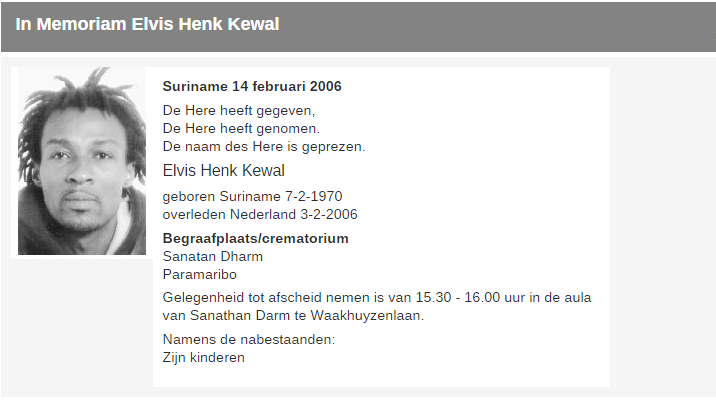 In Memoriam Elvis Henk Kewal
Suriname 14 februari 2006
De Here heeft gegeven,
De Here heeft genomen.
De naam des Here is geprezen.
Elvis Henk Kewal
geboren Suriname 7-2-1970
overleden Nederland 3-2-2006
Begraafplaats/crematorium
Sanatan Dharm
Paramaribo
Gelegenheid tot afscheid nemen is van 15.30 - 16.00 uur in de aula
van Sanathan Darm te Waakhuyzenlaan.
Namens de nabestaanden:
Zijn kinderen